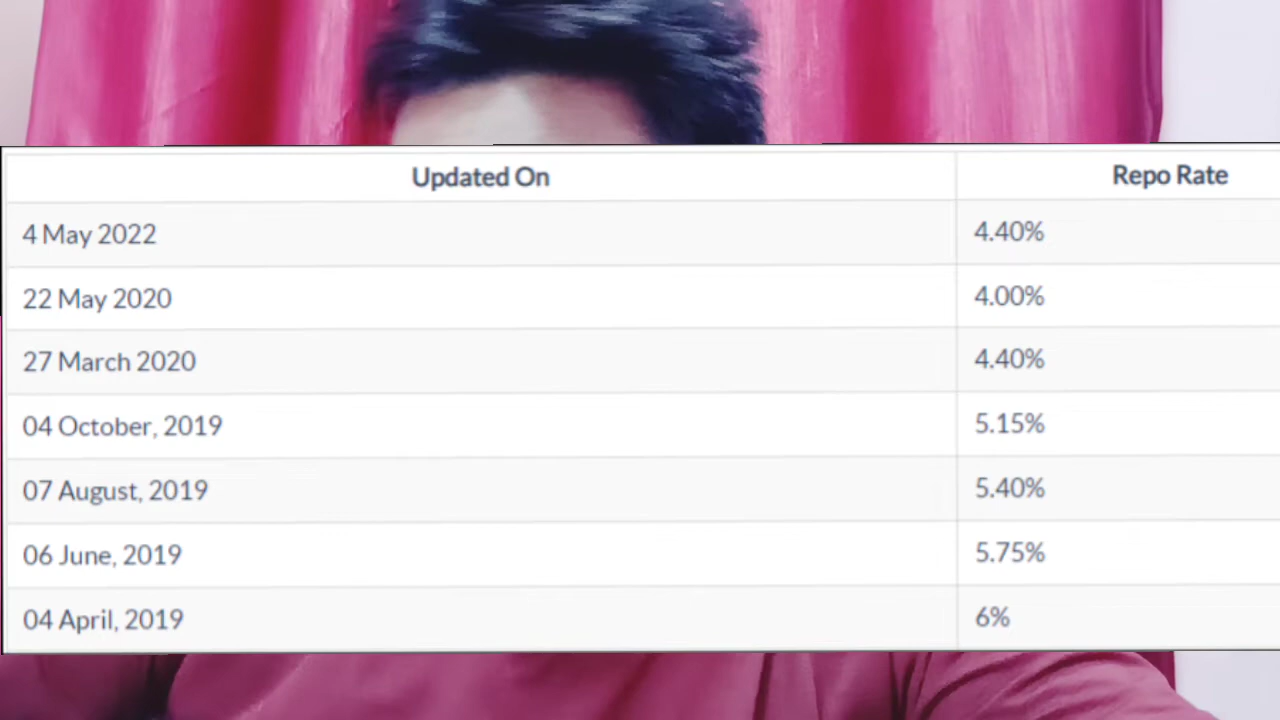 Updated On Repo Rate
4 May 2022 4.40%
22 May 2020 4.00%
27 March 2020 4.40%
04 October, 2019 5.15%
07 August, 2019 5.40%
06 June, 2019 5.75%
04 April, 2019 6%